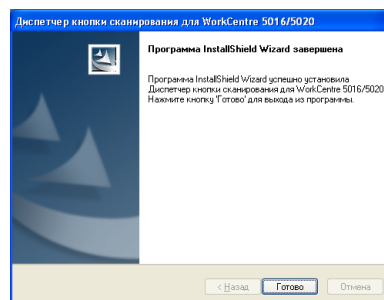 Диспетчер кнопки сканирования для WorkCentre 5016/5020
Программа InstallShield Wizard завершена
Программа InstallShield Wizard успешно установила
Диспетчер кнопки сканирования для WorkCentre 5016/5020
Нажмите кнопку 'Готово' для выхода из программы.
< Назад Готово Отмена